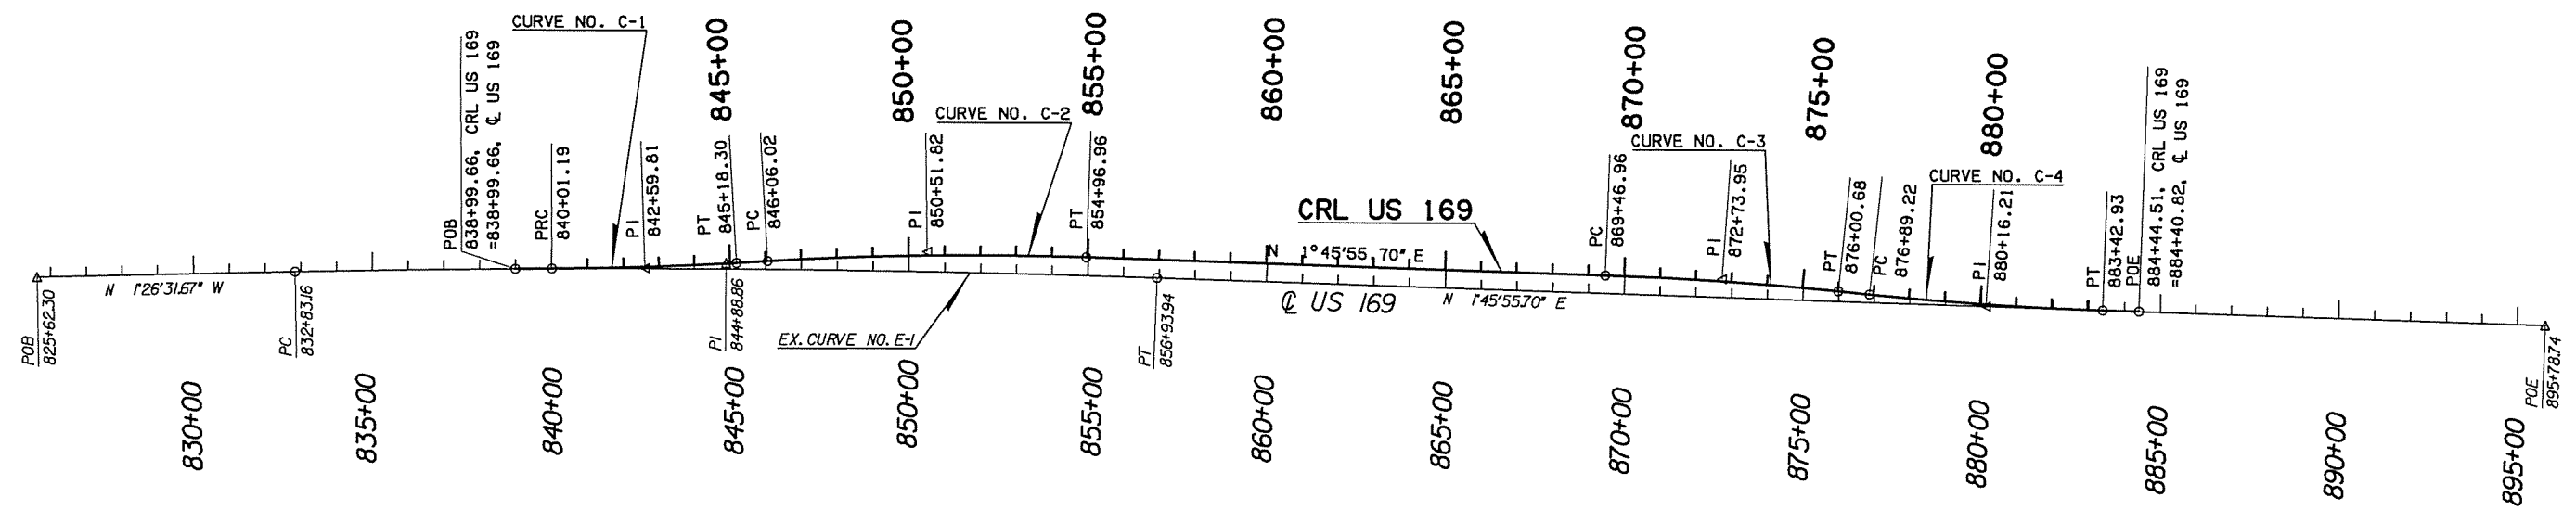 CURVE NO. C-1
POB
838+99.66, CRL US 169
=838+99.66, ℄ US 169
PRC
840+01.19
PI
842+59.81
845+00
PT
845+18.30
PC
846+06.02
850+00
PI
850+51.82
CURVE NO. C-2
855+00
PT
854+96.96
860+00
865+00
CRL US 169
N 1°45'55.70" E
870+00
PC
869+46.96
CURVE NO. C-3
PI
872+73.95
875+00
PT
876+00.68
PC
876+89.22
CURVE NO. C-4
880+00
PI
880+16.21
PT
883+42.93
POE
884+44.51, CRL US 169
=884+40.82, ℄ US 169
N 1°26'31.67" W
POB
825+62.30
PC
832+83.16
PI
844+88.86
EX. CURVE NO. E-1
PT
856+93.94
℄ US 169
N 1°45'55.70" E
POE
895+78.74
830+00
835+00
840+00
845+00
850+00
855+00
860+00
865+00
870+00
875+00
880+00
885+00
890+00
895+00